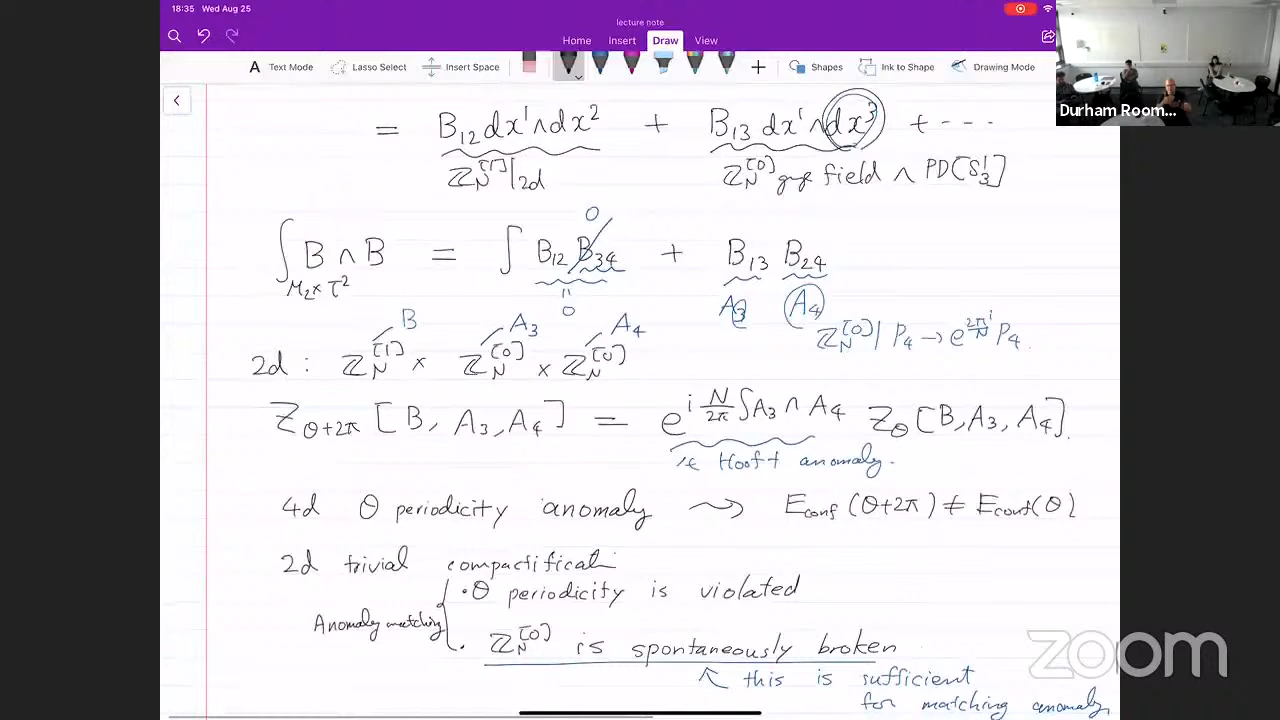 18:35 Wed Aug 25
lecture note
Home Insert Draw View
Text Mode Lasso Select Insert Space Shapes Ink to Shape Drawing Mode
Durham Room...
= B₁₂ dx¹∧dx² + B₁₃ dx¹∧dx³ + ---
ℤ_N^[1]|_2d ℤ_N^[0] gauge field ∧ PD[S₃¹]
0
∫_{M₂×T²} B∧B = ∫ B₁₂ B₃₄ + B₁₃ B₂₄
0 A₃ A₄ ℤ_N^[0] | P₄ → e^{2πi/N} P₄.
B A₃ A₄
2d : ℤ_N^[1] × ℤ_N^[0] × ℤ_N^[0]
Z_{θ+2π} [B, A₃, A₄] = e^{i N/2π ∫A₃∧A₄} Z_θ [B, A₃, A₄].
't Hooft anomaly.
4d θ periodicity anomaly ⇝ E_conf (θ+2π) ≠ E_conf(θ)
2d trivial compactificati
• θ periodicity is violated
Anomaly matching
• ℤ_N^[0] is spontaneously broken
this is sufficient
for matching anomaly
zoom